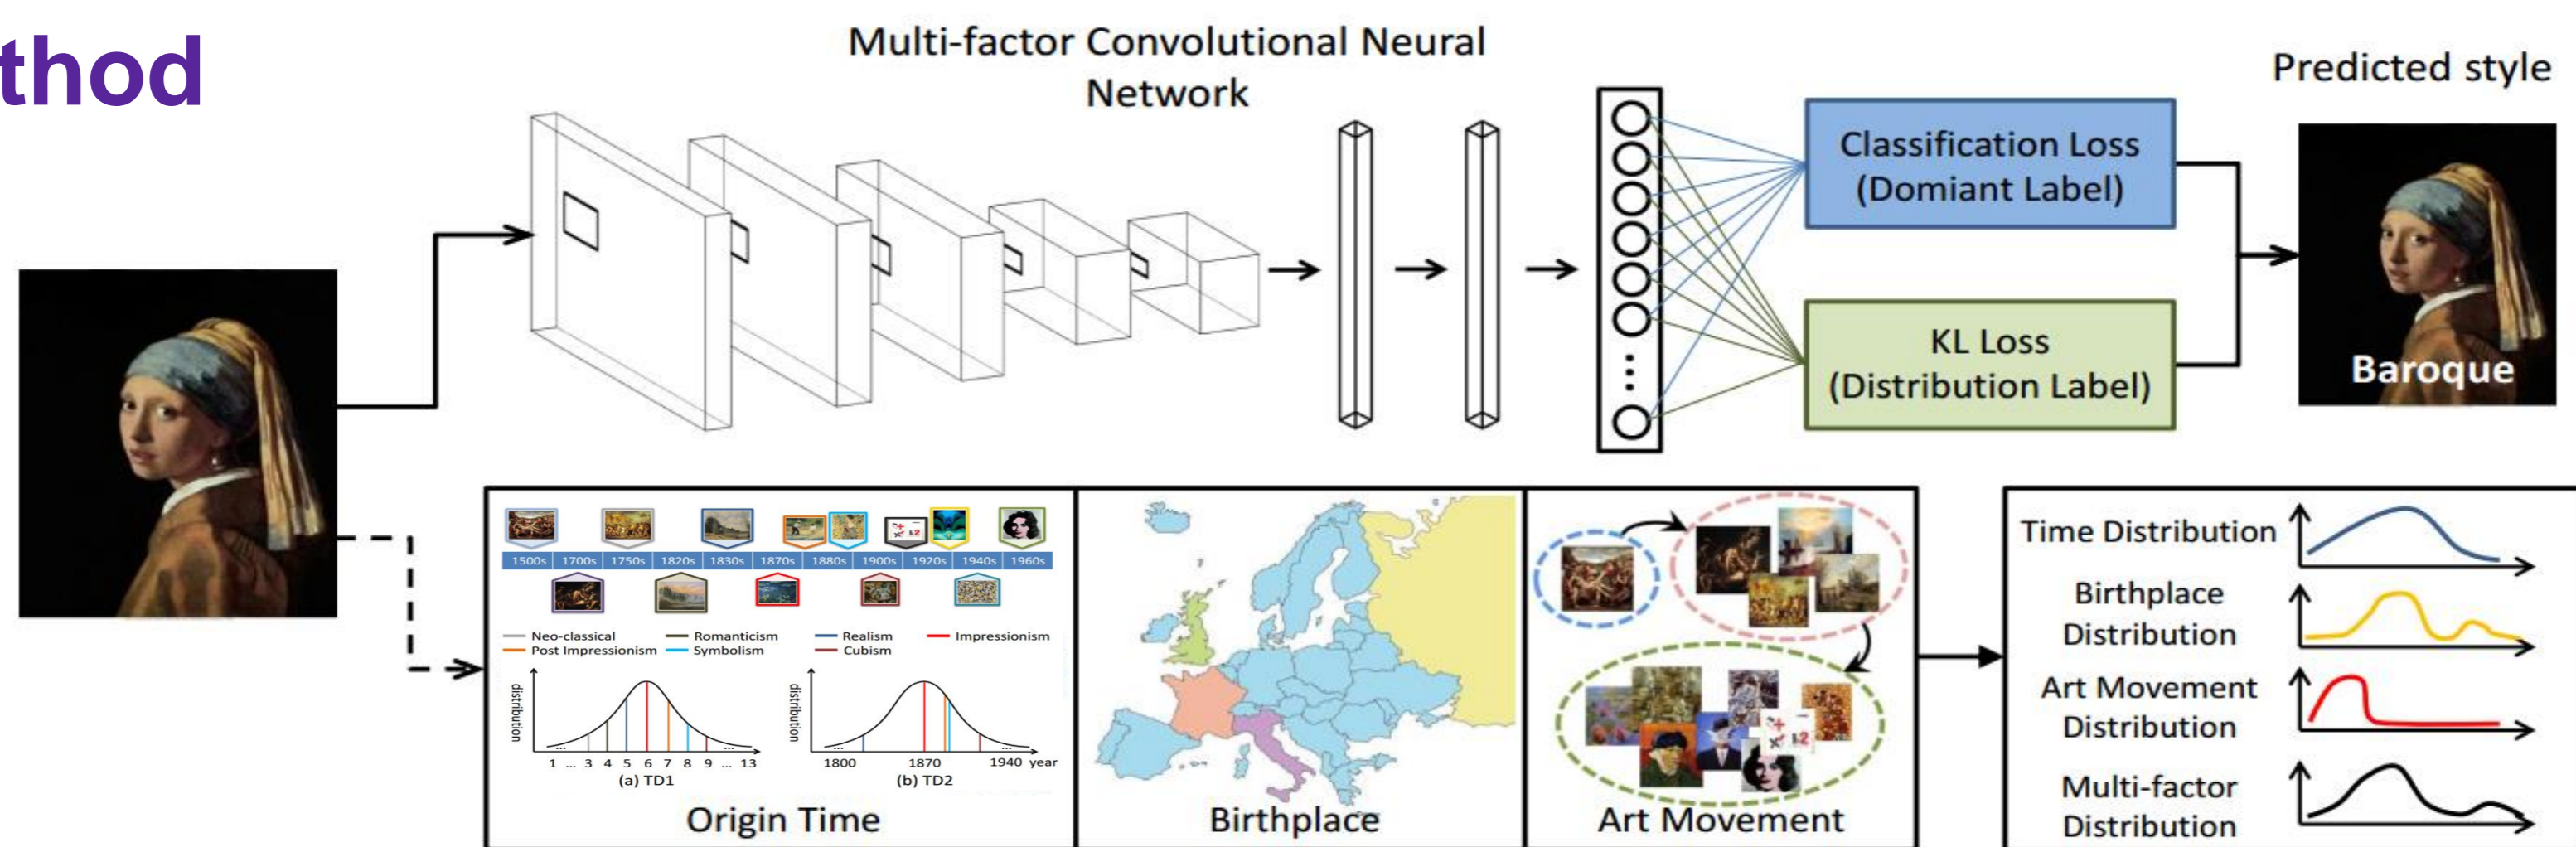 thod
Multi-factor Convolutional Neural
Network
Predicted style
Classification Loss
(Domiant Label)
KL Loss
(Distribution Label)
Baroque
1500s 1700s 1750s 1820s 1830s 1870s 1880s 1900s 1920s 1940s 1960s
Neo-classical Romanticism Realism Impressionism
Post Impressionism Symbolism Cubism
distribution
... ...
1 ... 3 4 5 6 7 8 9 ... 13
(a) TD1
distribution
... ...
1800 1870 1940 year
(b) TD2
Origin Time
Birthplace
Art Movement
Time Distribution
Birthplace
Distribution
Art Movement
Distribution
Multi-factor
Distribution